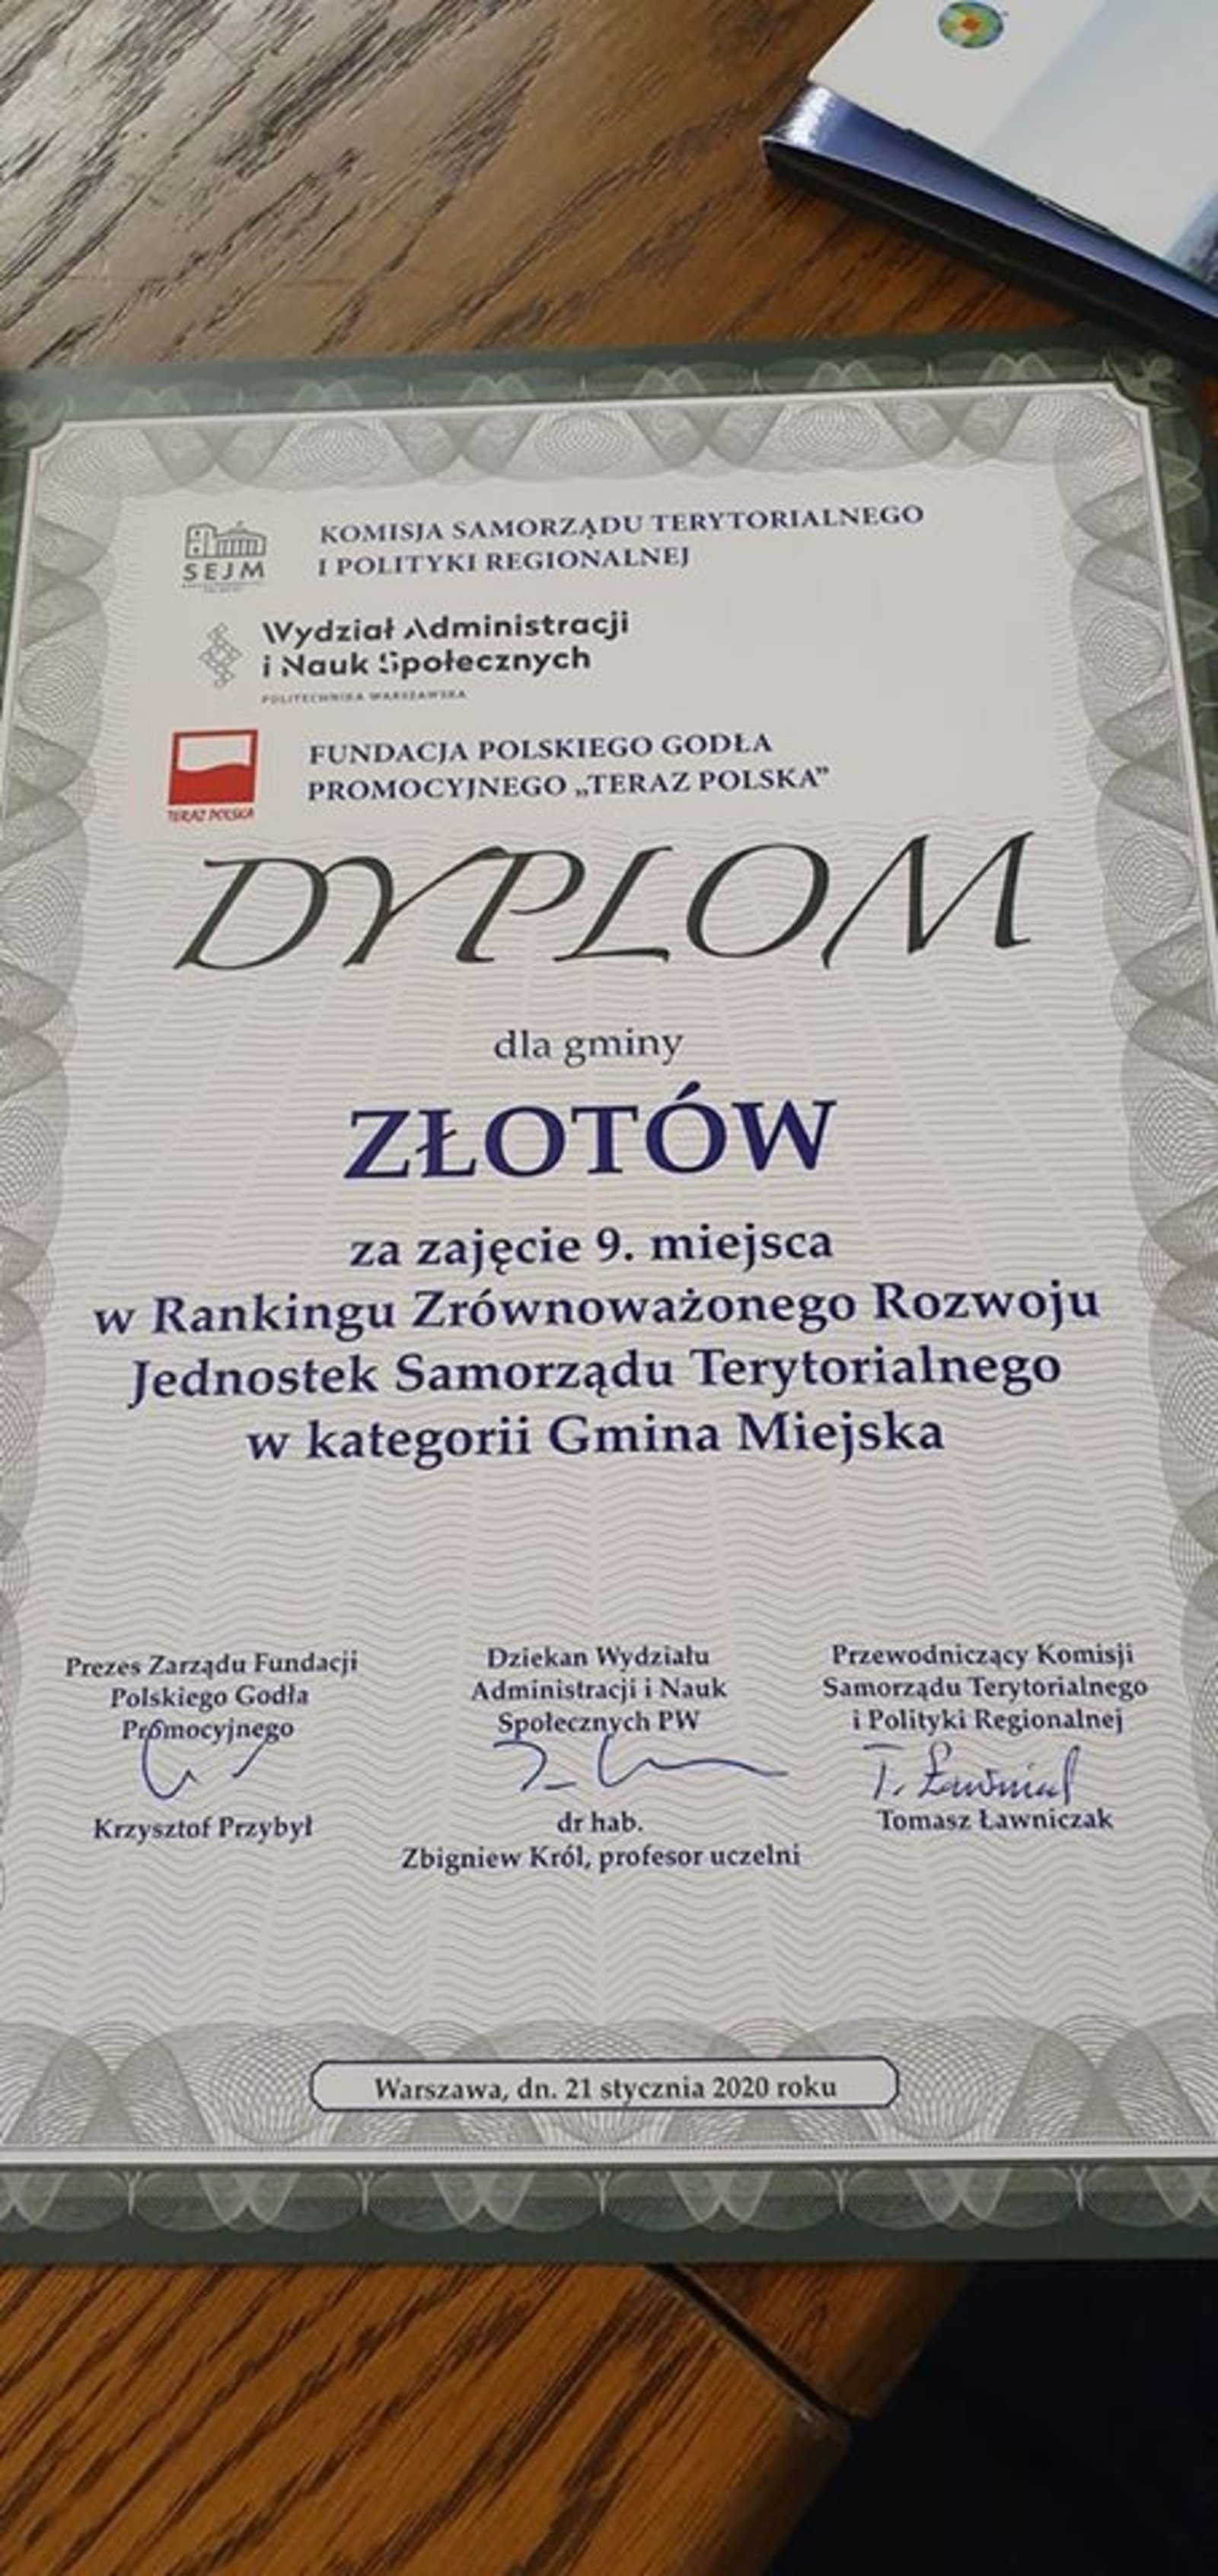 SEJM
KOMISJA SAMORZĄDU TERYTORIALNEGO
I POLITYKI REGIONALNEJ
Wydział Administracji
i Nauk Społecznych
POLITECHNIKA WARSZAWSKA
TERAZ POLSKA
FUNDACJA POLSKIEGO GODŁA
PROMOCYJNEGO „TERAZ POLSKA”
DYPLOM
dla gminy
ZŁOTÓW
za zajęcie 9. miejsca
w Rankingu Zrównoważonego Rozwoju
Jednostek Samorządu Terytorialnego
w kategorii Gmina Miejska
Prezes Zarządu Fundacji
Polskiego Godła
Promocyjnego
Krzysztof Przybył
Dziekan Wydziału
Administracji i Nauk
Społecznych PW
dr hab.
Zbigniew Król, profesor uczelni
Przewodniczący Komisji
Samorządu Terytorialnego
i Polityki Regionalnej
T. Ławniczak
Tomasz Ławniczak
Warszawa, dn. 21 stycznia 2020 roku